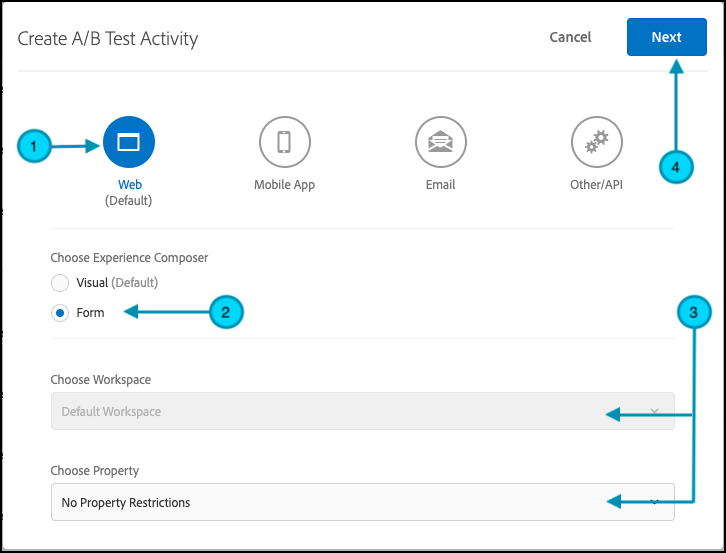 Create A/B Test Activity
Cancel
Next
1
Web
(Default)
Mobile App
Email
Other/API
4
Choose Experience Composer
Visual (Default)
Form
2
3
Choose Workspace
Default Workspace
Choose Property
No Property Restrictions